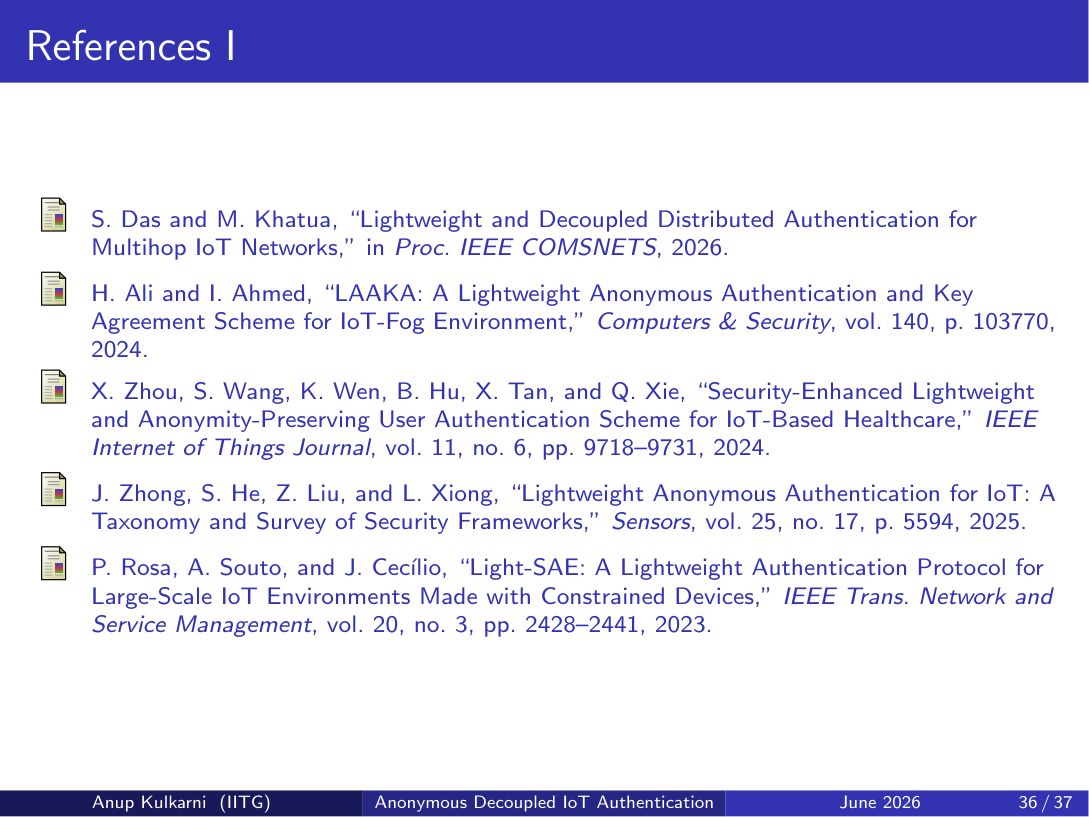 References I
S. Das and M. Khatua, “Lightweight and Decoupled Distributed Authentication for
Multihop IoT Networks,” in Proc. IEEE COMSNETS, 2026.
H. Ali and I. Ahmed, “LAAKA: A Lightweight Anonymous Authentication and Key
Agreement Scheme for IoT-Fog Environment,” Computers & Security, vol. 140, p. 103770,
2024.
X. Zhou, S. Wang, K. Wen, B. Hu, X. Tan, and Q. Xie, “Security-Enhanced Lightweight
and Anonymity-Preserving User Authentication Scheme for IoT-Based Healthcare,” IEEE
Internet of Things Journal, vol. 11, no. 6, pp. 9718–9731, 2024.
J. Zhong, S. He, Z. Liu, and L. Xiong, “Lightweight Anonymous Authentication for IoT: A
Taxonomy and Survey of Security Frameworks,” Sensors, vol. 25, no. 17, p. 5594, 2025.
P. Rosa, A. Souto, and J. Cecílio, “Light-SAE: A Lightweight Authentication Protocol for
Large-Scale IoT Environments Made with Constrained Devices,” IEEE Trans. Network and
Service Management, vol. 20, no. 3, pp. 2428–2441, 2023.
Anup Kulkarni (IITG) Anonymous Decoupled IoT Authentication June 2026 36 / 37